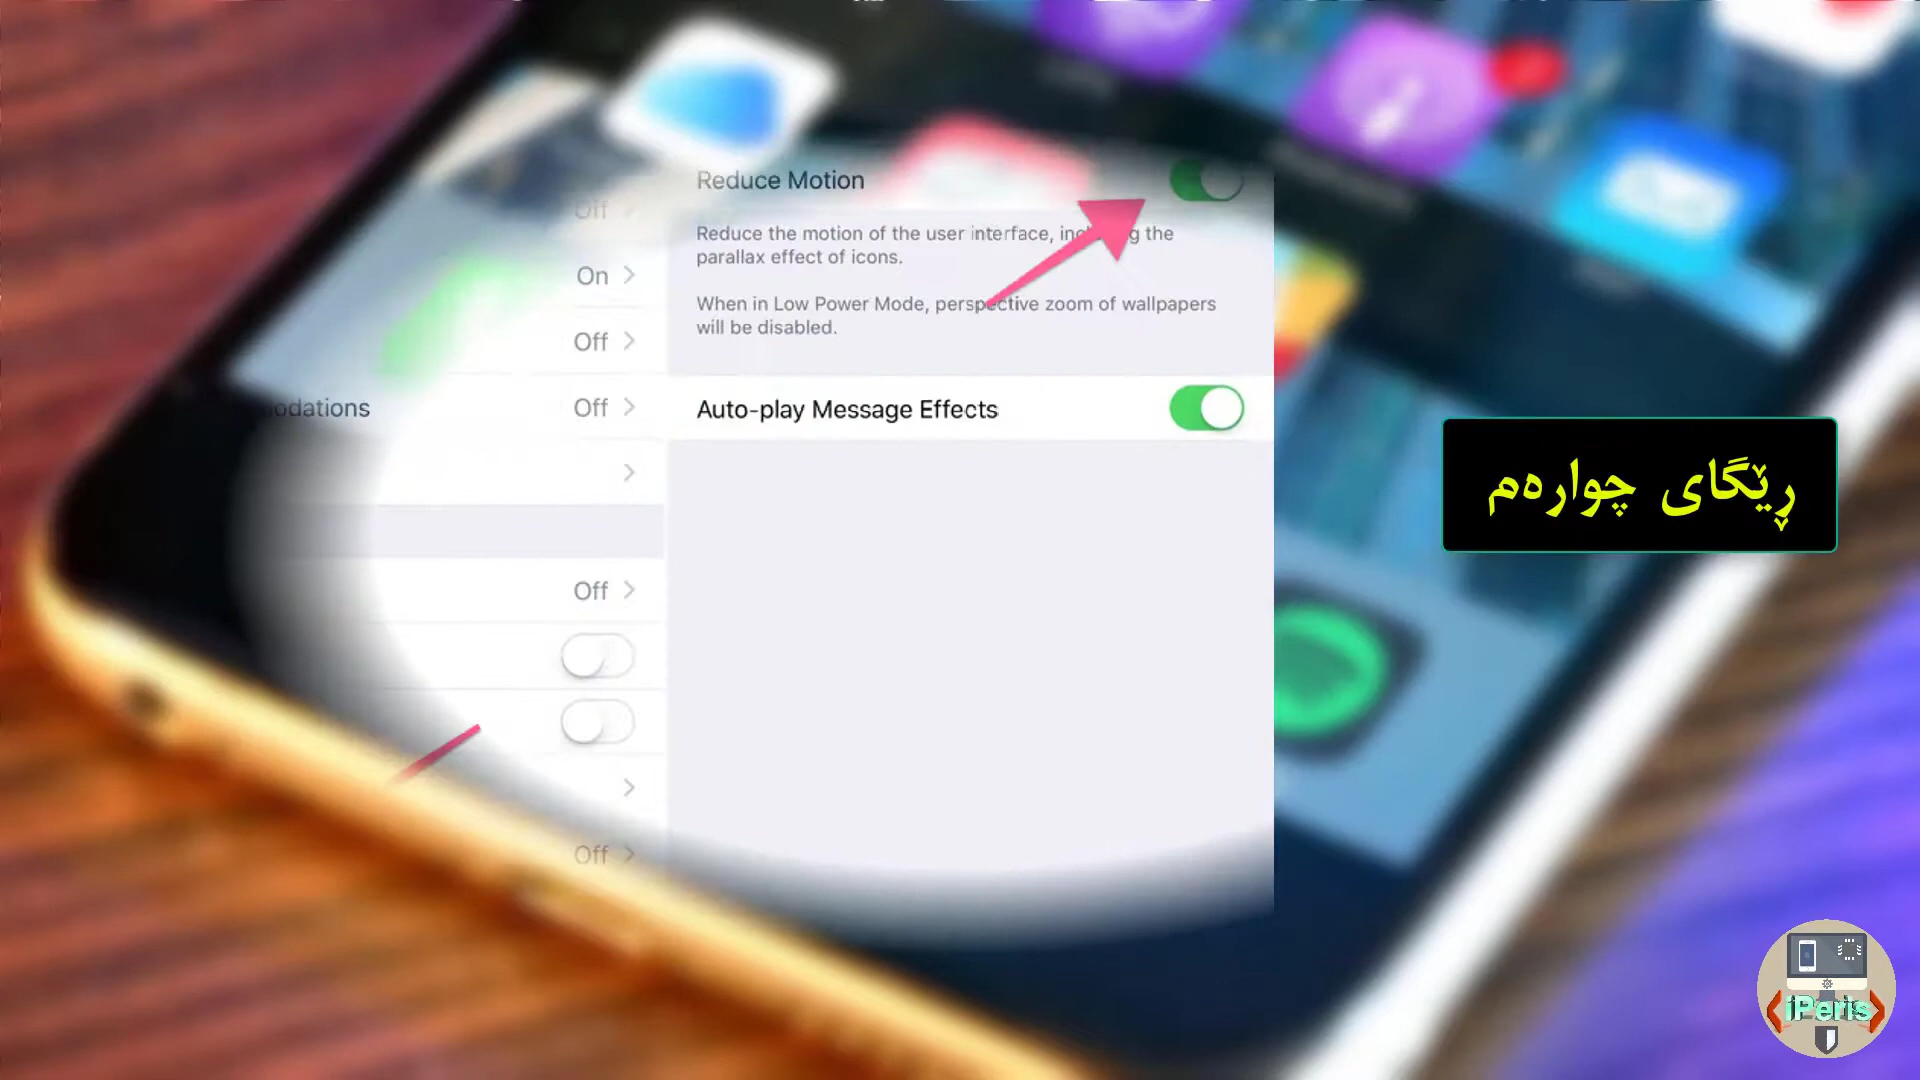 Off
On
Off
odations Off
Off
Off
Reduce Motion
Reduce the motion of the user interface, the
parallax effect of icons.
When in Low Power Mode, perspective zoom of wallpapers
will be disabled.
Auto-play Message Effects
ڕێگای چوارەم
iPeris